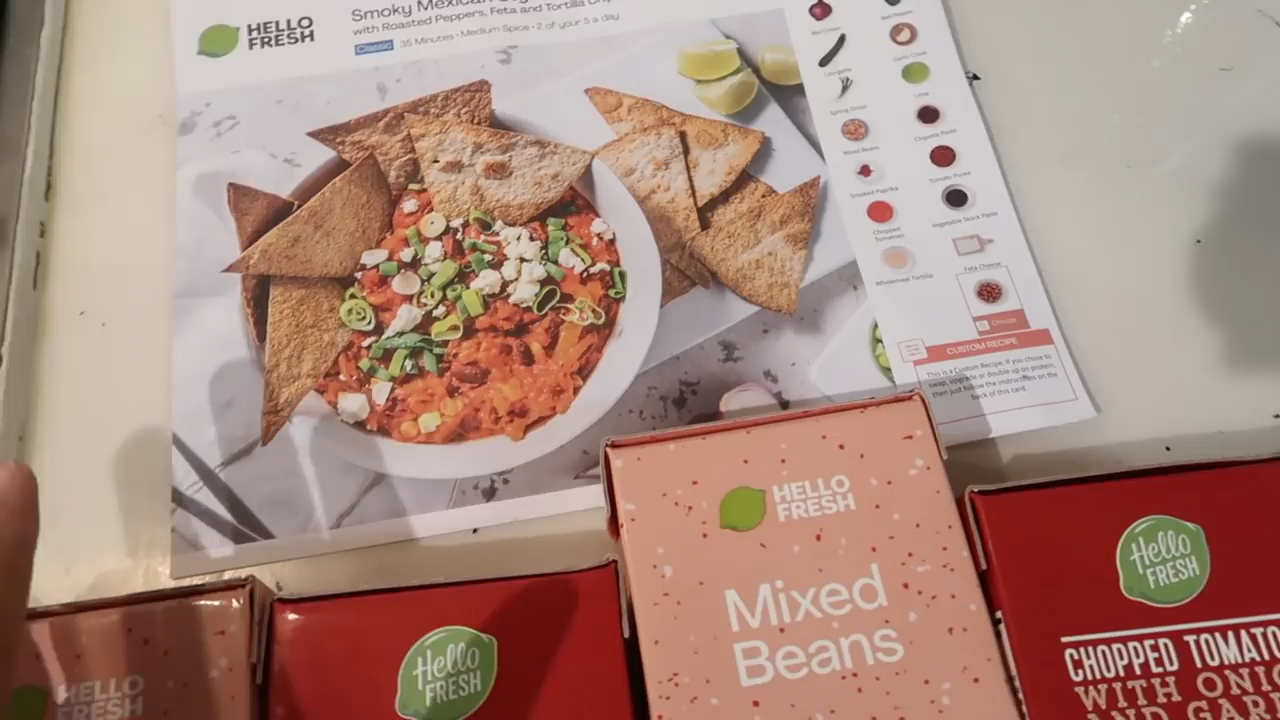 HELLO
FRESH
Smoky Mexican
with Roasted Peppers, Feta and Tortilla
Classic 35 Minutes • Medium Spice • 2 of your 5 a day
Garlic Clove
Lime
Spring Onion
Chipotle Paste
Mixed Beans
Tomato Puree
Smoked Paprika
Vegetable Stock Paste
Chopped
Tomatoes
Feta Cheese
Wholemeal Tortilla
Chorizo
CUSTOM RECIPE
This is a Custom Recipe. If you chose to
swap, upgrade or double up on protein,
then just follow the instructions on the
back of this card.
HELLO
FRESH
Mixed
Beans
Hello
FRESH
CHOPPED TOMATO
WITH ONIO
AND GARL
Hello
FRESH
HELLO
FRESH